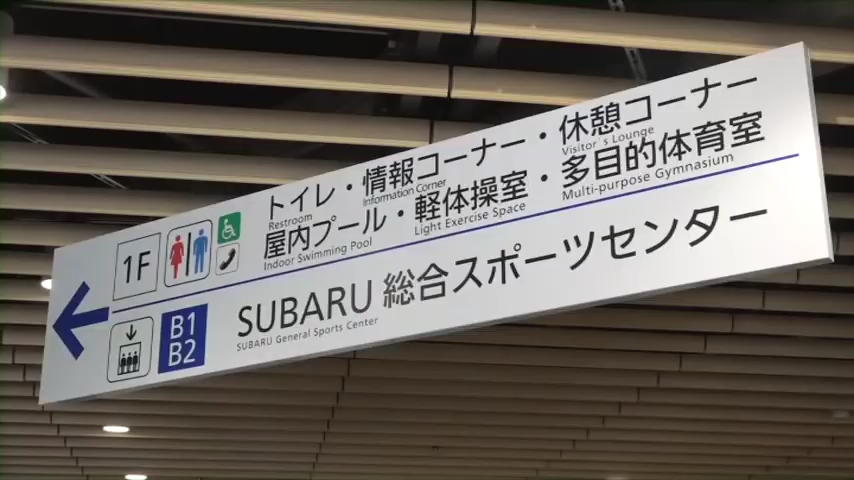 1F
トイレ・情報コーナー・休憩コーナー
Restroom Information Corner Visitor's Lounge
屋内プール・軽体操室・多目的体育室
Indoor Swimming Pool Light Exercise Space Multi-purpose Gymnasium
B1
B2
SUBARU 総合スポーツセンター
SUBARU General Sports Center